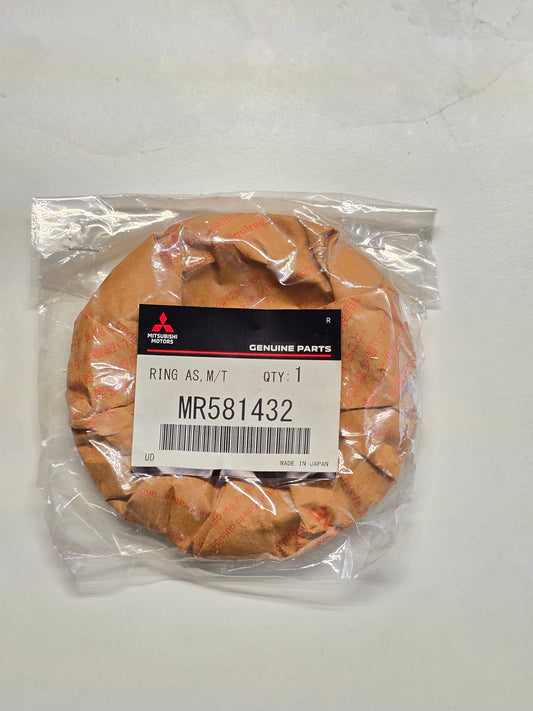 R
MITSUBISHI
MOTORS
GENUINE PARTS
RING AS,M/T QTY:1
MR581432
UD
MADE IN JAPAN